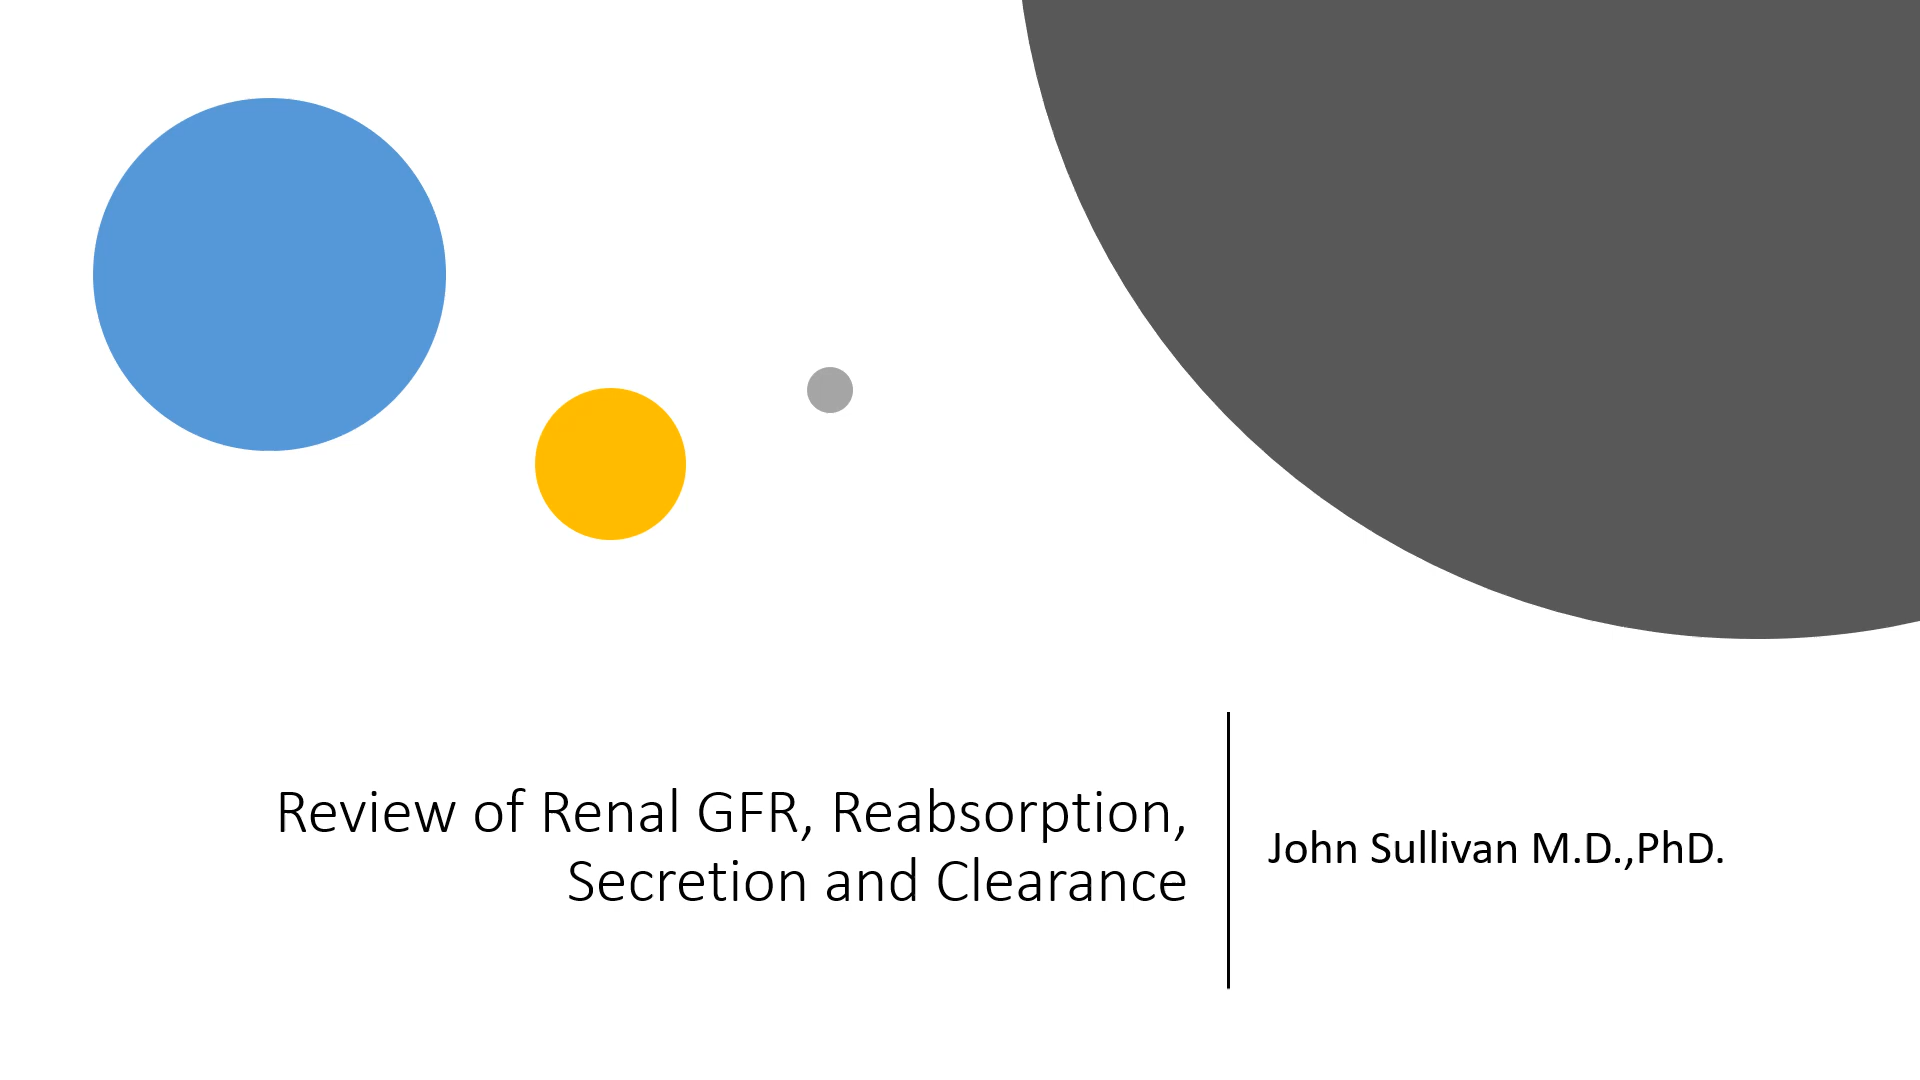 Review of Renal GFR, Reabsorption,
Secretion and Clearance
John Sullivan M.D.,PhD.